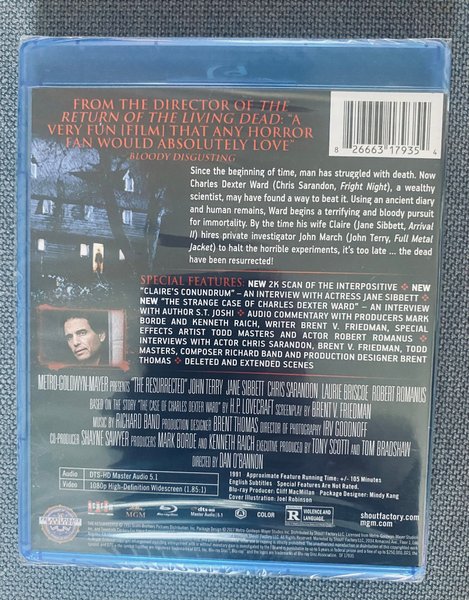 FROM THE DIRECTOR OF THE
RETURN OF THE LIVING DEAD: "A
VERY FUN [FILM] THAT ANY HORROR
FAN WOULD ABSOLUTELY LOVE"
BLOODY DISGUSTING
8 26663 17935 4
Since the beginning of time, man has struggled with death. Now
Charles Dexter Ward (Chris Sarandon, Fright Night), a wealthy
scientist, may have found a way to beat it. Using an ancient diary
and human remains, Ward begins a terrifying and bloody pursuit
for immortality. By the time his wife Claire (Jane Sibbett, Arrival
II) hires private investigator John March (John Terry, Full Metal
Jacket) to halt the horrible experiments, it's too late ... the dead
have been resurrected!
SPECIAL FEATURES: NEW 2K SCAN OF THE INTERPOSITIVE ❖ NEW
"CLAIRE'S CONUNDRUM" – AN INTERVIEW WITH ACTRESS JANE SIBBETT ❖
NEW "THE STRANGE CASE OF CHARLES DEXTER WARD" – AN INTERVIEW
WITH AUTHOR S.T. JOSHI ❖ AUDIO COMMENTARY WITH PRODUCERS MARK
BORDE AND KENNETH RAICH, WRITER BRENT V. FRIEDMAN, SPECIAL
EFFECTS ARTIST TODD MASTERS AND ACTOR ROBERT ROMANUS ❖
INTERVIEWS WITH ACTOR CHRIS SARANDON, BRENT V. FRIEDMAN, TODD
MASTERS, COMPOSER RICHARD BAND AND PRODUCTION DESIGNER BRENT
THOMAS ❖ DELETED AND EXTENDED SCENES
METRO-GOLDWYN-MAYER PRESENTS "THE RESURRECTED" JOHN TERRY JANE SIBBETT CHRIS SARANDON LAURIE BRISCOE ROBERT ROMANUS
BASED ON THE STORY "THE CASE OF CHARLES DEXTER WARD" BY H.P. LOVECRAFT SCREENPLAY BY BRENT V. FRIEDMAN
MUSIC BY RICHARD BAND PRODUCTION DESIGNER BRENT THOMAS DIRECTOR OF PHOTOGRAPHY IRV GOODNOFF
CO-PRODUCER SHAYNE SAWYER PRODUCERS MARK BORDE AND KENNETH RAICH EXECUTIVE PRODUCED BY TONY SCOTTI AND TOM BRADSHAW
DIRECTED BY DAN O'BANNON
Audio DTS-HD Master Audio 5.1
Video 1080p High-Definition Widescreen (1.85:1)
1991 Approximate Feature Running Time: +/- 105 Minutes
English Subtitles Special Features Are Not Rated.
Blu-ray Producer: Cliff MacMillan Package Designer: Mindy Kang
Cover Illustration: Joel Robinson
MGM
BLU-RAY
dts-HD
R
VIOLENCE AND
LANGUAGE.
shoutfactory.com
mgm.com